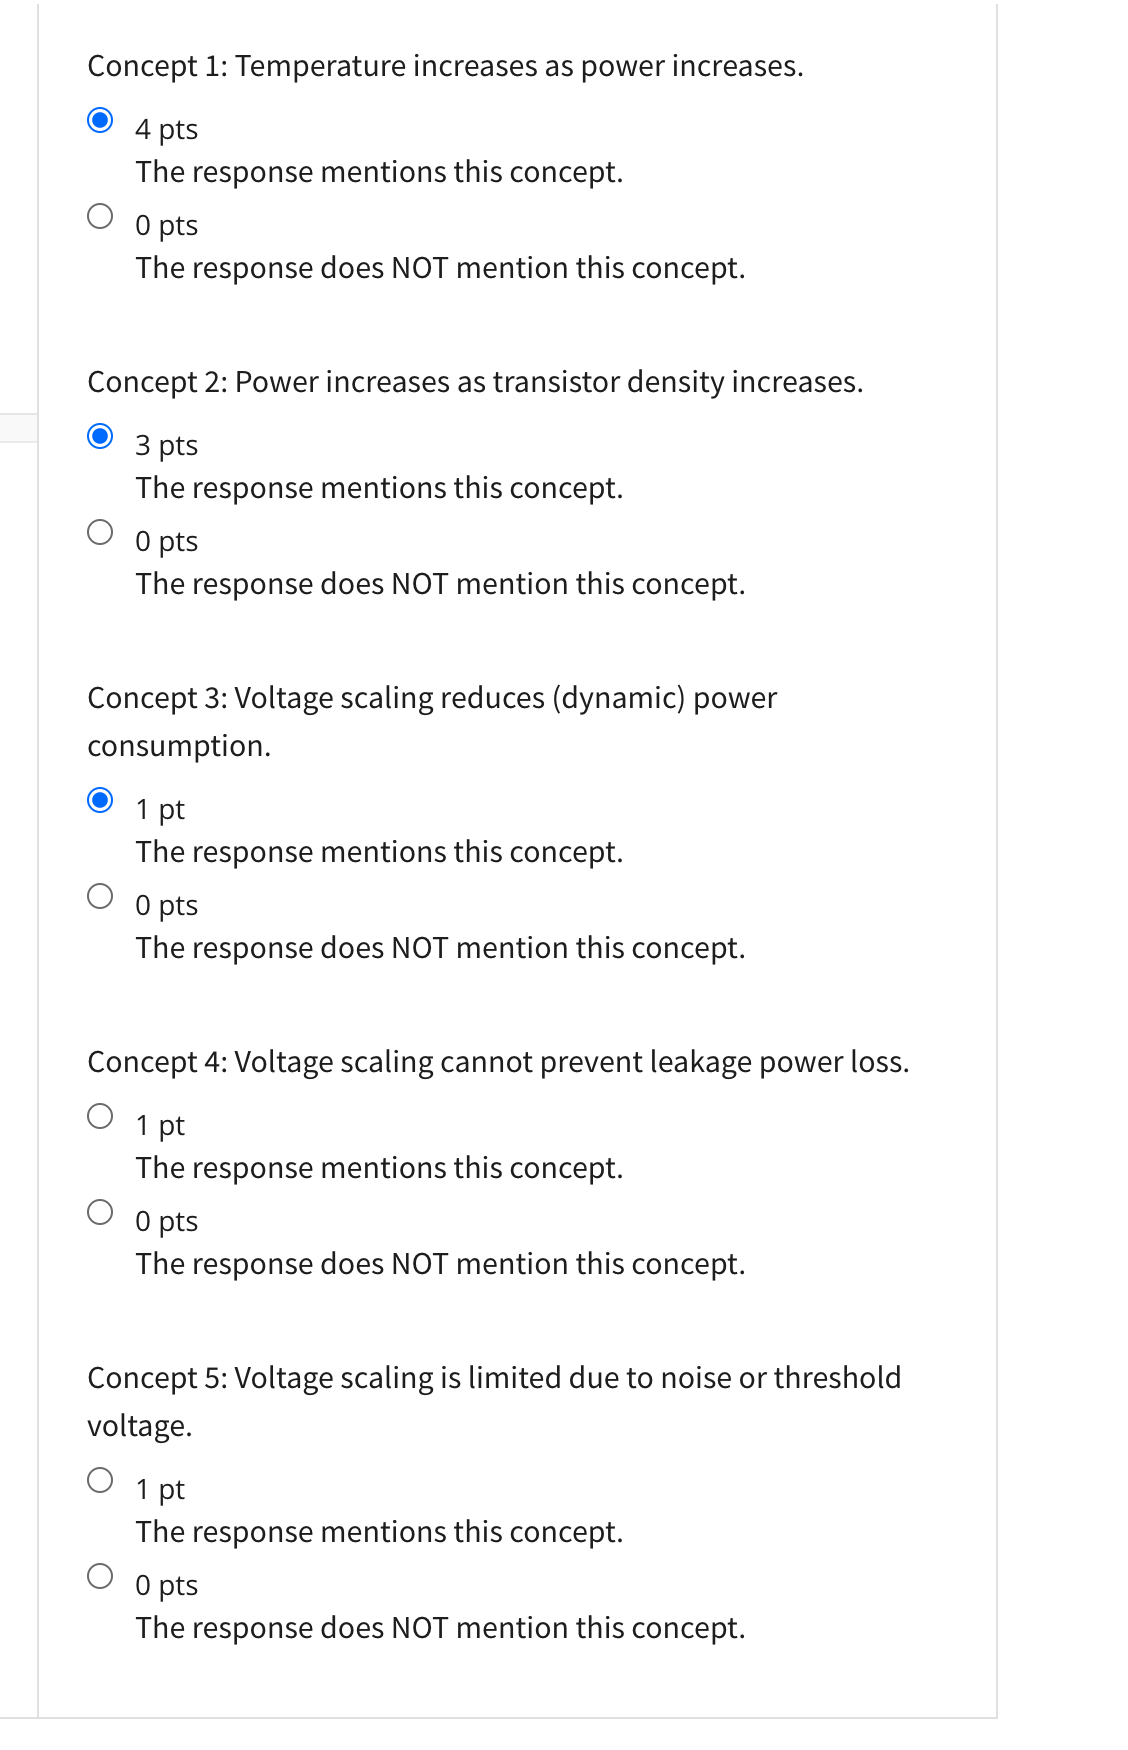 Concept 1: Temperature increases as power increases.
4 pts
The response mentions this concept.
0 pts
The response does NOT mention this concept.
Concept 2: Power increases as transistor density increases.
3 pts
The response mentions this concept.
0 pts
The response does NOT mention this concept.
Concept 3: Voltage scaling reduces (dynamic) power
consumption.
1 pt
The response mentions this concept.
0 pts
The response does NOT mention this concept.
Concept 4: Voltage scaling cannot prevent leakage power loss.
1 pt
The response mentions this concept.
0 pts
The response does NOT mention this concept.
Concept 5: Voltage scaling is limited due to noise or threshold
voltage.
1 pt
The response mentions this concept.
0 pts
The response does NOT mention this concept.